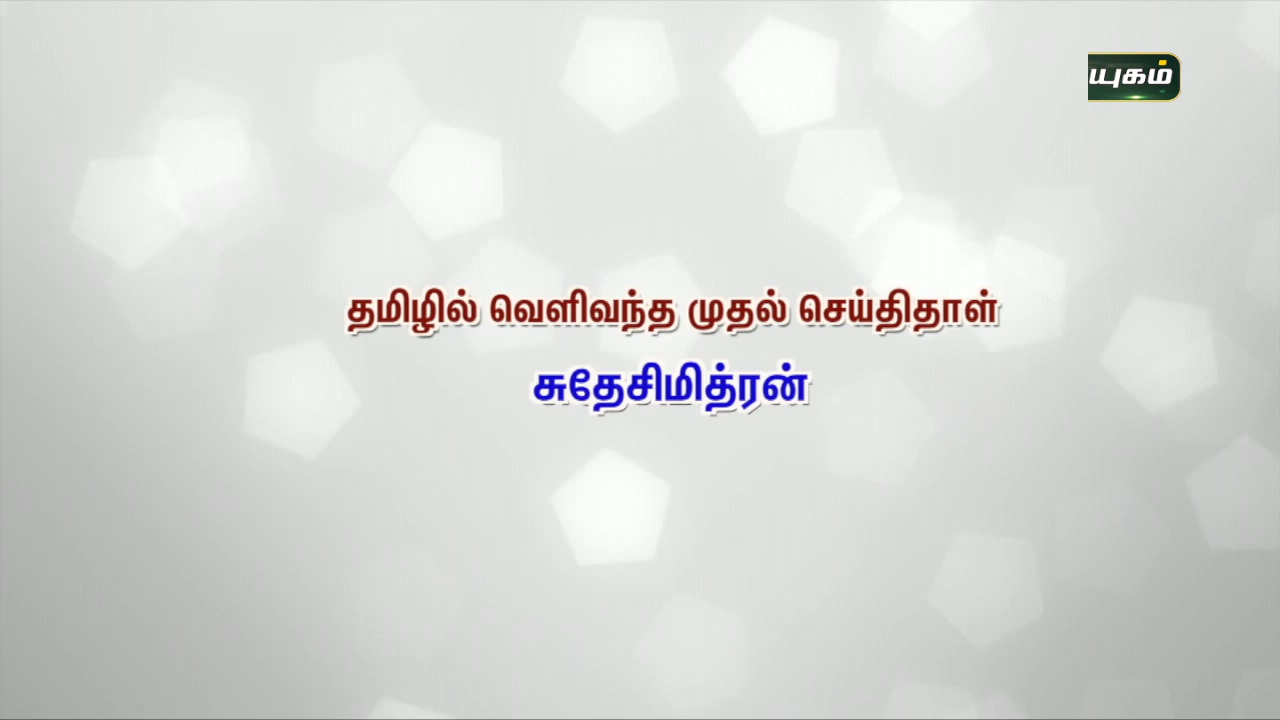 யுகம்
தமிழில் வெளிவந்த முதல் செய்திதாள்
சுதேசிமித்ரன்